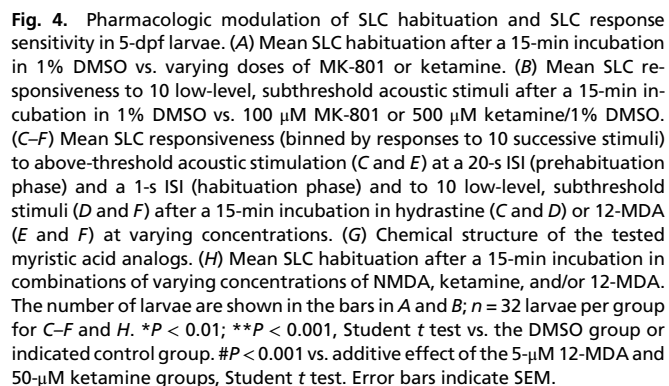 Fig. 4. Pharmacologic modulation of SLC habituation and SLC response
sensitivity in 5-dpf larvae. (A) Mean SLC habituation after a 15-min incubation
in 1% DMSO vs. varying doses of MK-801 or ketamine. (B) Mean SLC re-
sponsiveness to 10 low-level, subthreshold acoustic stimuli after a 15-min in-
cubation in 1% DMSO vs. 100 μM MK-801 or 500 μM ketamine/1% DMSO.
(C–F) Mean SLC responsiveness (binned by responses to 10 successive stimuli)
to above-threshold acoustic stimulation (C and E) at a 20-s ISI (prehabituation
phase) and a 1-s ISI (habituation phase) and to 10 low-level, subthreshold
stimuli (D and F) after a 15-min incubation in hydrastine (C and D) or 12-MDA
(E and F) at varying concentrations. (G) Chemical structure of the tested
myristic acid analogs. (H) Mean SLC habituation after a 15-min incubation in
combinations of varying concentrations of NMDA, ketamine, and/or 12-MDA.
The number of larvae are shown in the bars in A and B; n = 32 larvae per group
for C–F and H. *P < 0.01; **P < 0.001, Student t test vs. the DMSO group or
indicated control group. #P < 0.001 vs. additive effect of the 5-μM 12-MDA and
50-μM ketamine groups, Student t test. Error bars indicate SEM.